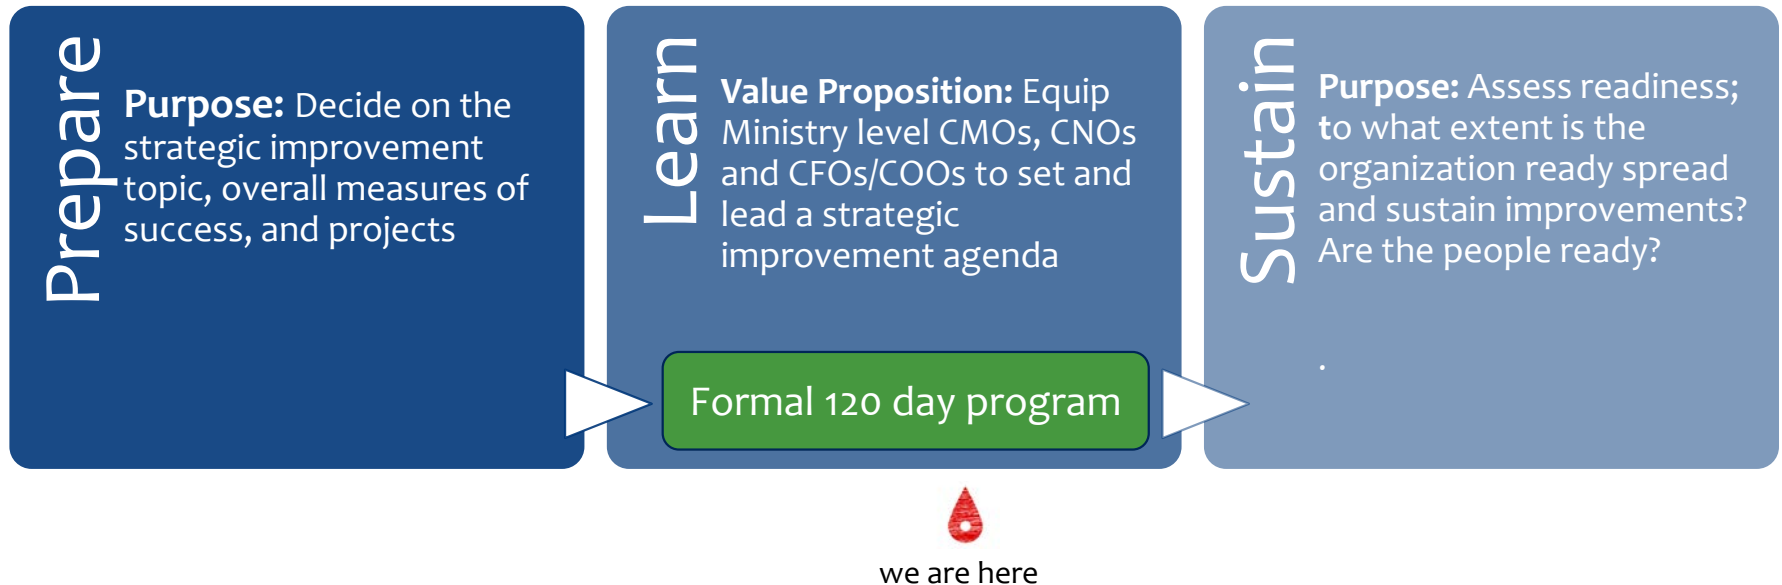 Prepare
Purpose: Decide on the
strategic improvement
topic, overall measures of
success, and projects
Learn
Value Proposition: Equip
Ministry level CMOs, CNOs
and CFOs/COOs to set and
lead a strategic
improvement agenda
Formal 120 day program
Sustain
Purpose: Assess readiness;
to what extent is the
organization ready spread
and sustain improvements?
Are the people ready?
.
we are here